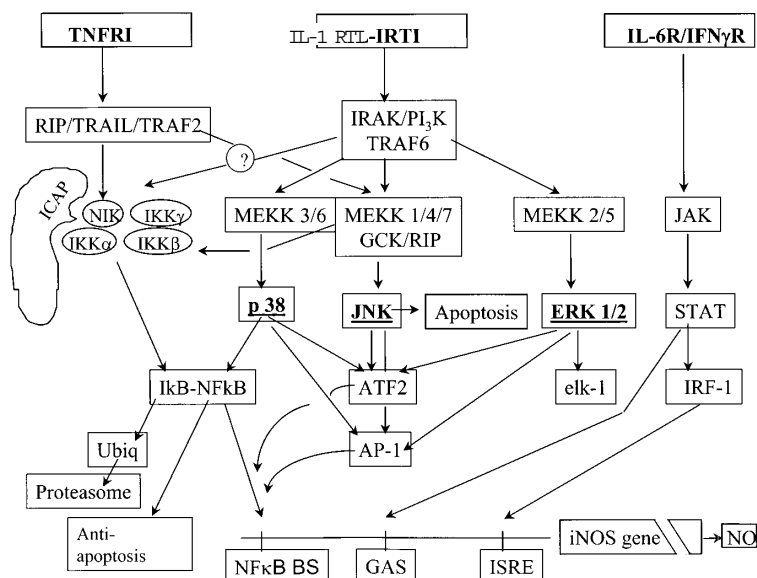 TNFRI
IL-1 RTL-IRTI
IL-6R/IFNγR
RIP/TRAIL/TRAF2
IRAK/PI3K
TRAF6
?
ICAP
NIK
IKKγ
IKKα
IKKβ
MEKK 3/6
MEKK 1/4/7
GCK/RIP
MEKK 2/5
JAK
p 38
JNK
Apoptosis
ERK 1/2
STAT
IkB-NFkB
ATF2
elk-1
IRF-1
Ubiq
AP-1
Proteasome
Anti-
apoptosis
iNOS gene
NO
NFκB BS
GAS
ISRE